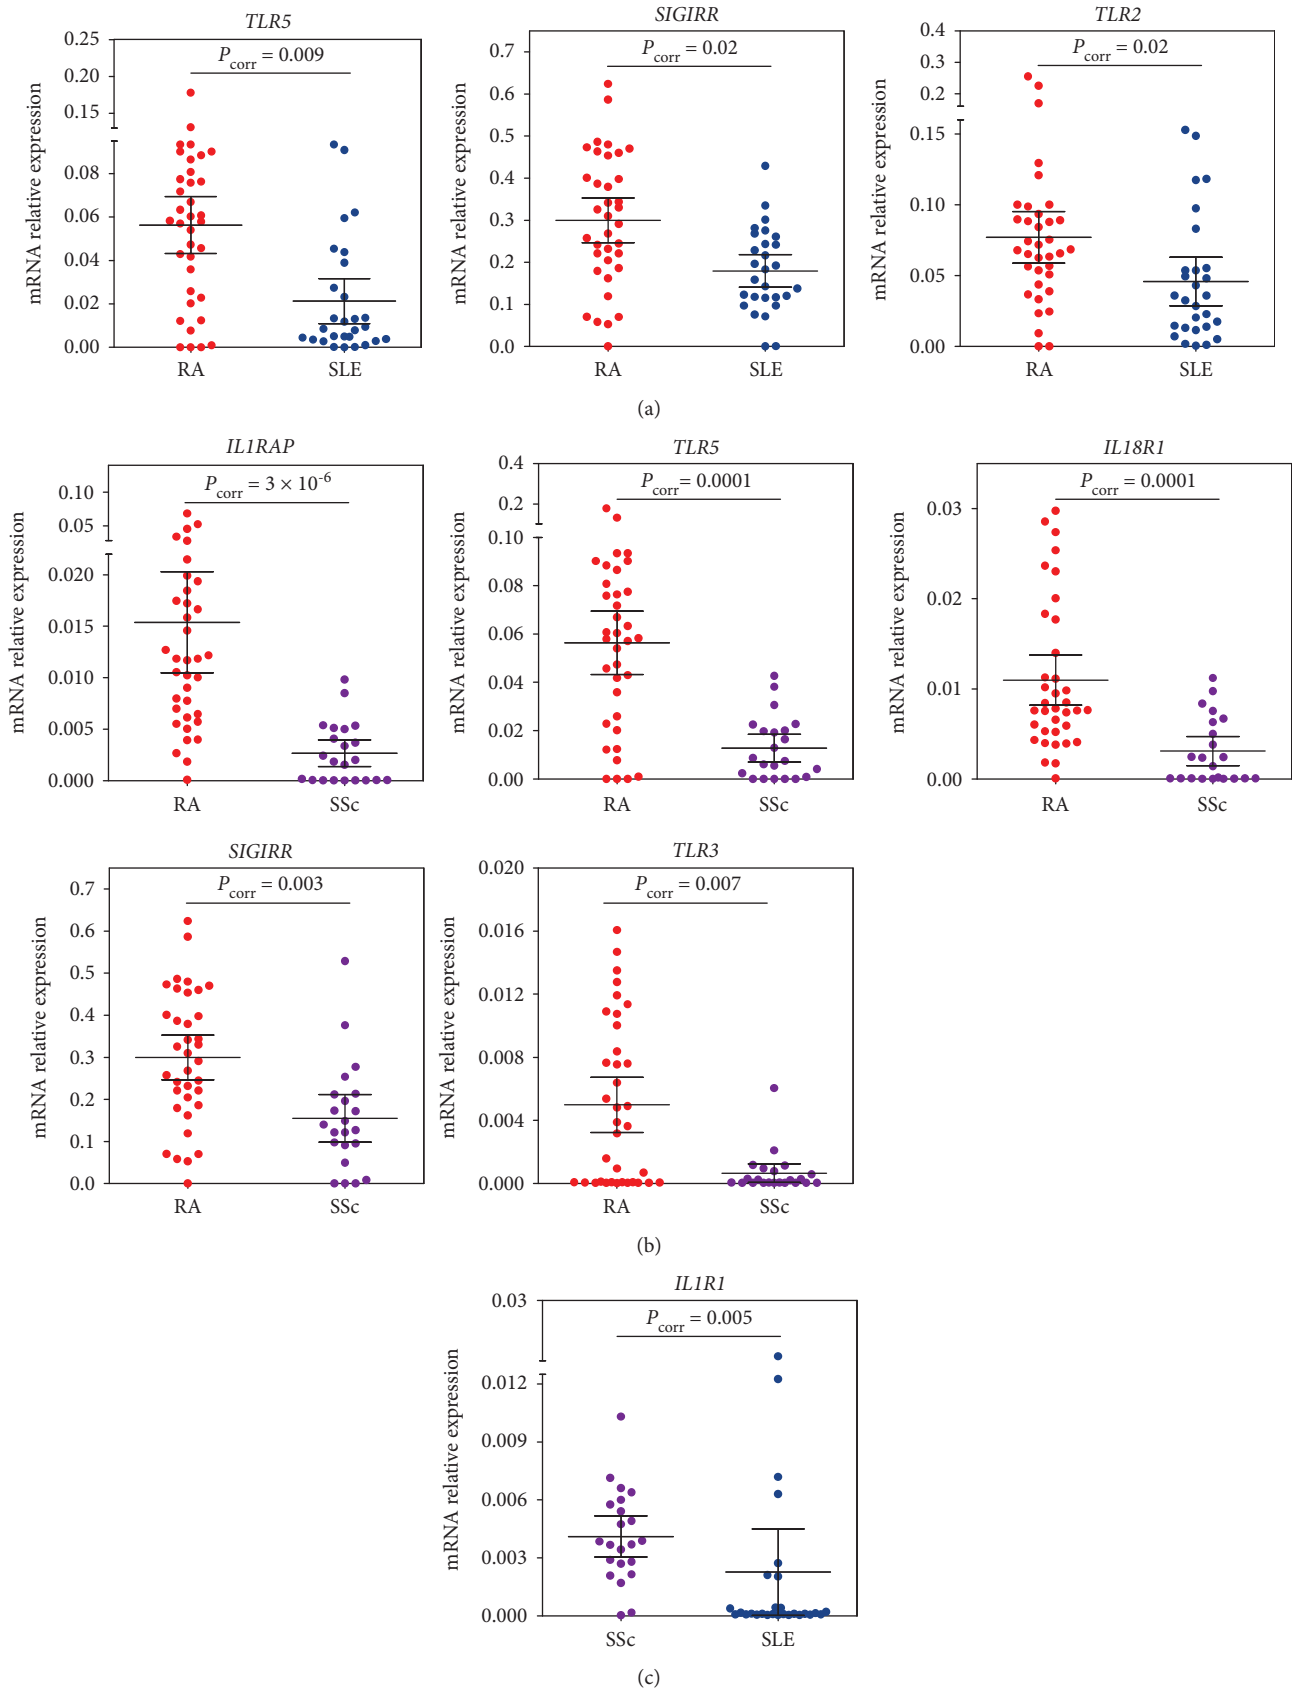 TLR5
SIGIRR
TLR2
mRNA relative expression
0.25
0.20
0.15
0.08
0.06
0.04
0.02
0.00
Pcorr = 0.009
RA
SLE
mRNA relative expression
0.7
0.6
0.5
0.4
0.3
0.2
0.1
0.0
Pcorr = 0.02
RA
SLE
mRNA relative expression
0.4
0.3
0.2
0.15
0.10
0.05
0.00
Pcorr = 0.02
RA
SLE
(a)
IL1RAP
TLR5
IL18R1
mRNA relative expression
0.10
0.05
0.020
0.015
0.010
0.005
0.000
Pcorr = 3 × 10-6
RA
SSc
mRNA relative expression
0.4
0.2
0.10
0.08
0.06
0.04
0.02
0.00
Pcorr= 0.0001
RA
SSc
mRNA relative expression
0.03
0.02
0.01
0.00
Pcorr = 0.0001
RA
SSc
SIGIRR
TLR3
mRNA relative expression
0.7
0.6
0.5
0.4
0.3
0.2
0.1
0.0
Pcorr = 0.003
RA
SSc
mRNA relative expression
0.020
0.016
0.012
0.008
0.004
0.000
Pcorr = 0.007
RA
SSc
(b)
IL1R1
mRNA relative expression
0.03
0.012
0.009
0.006
0.003
0.000
Pcorr = 0.005
SSc
SLE
(c)